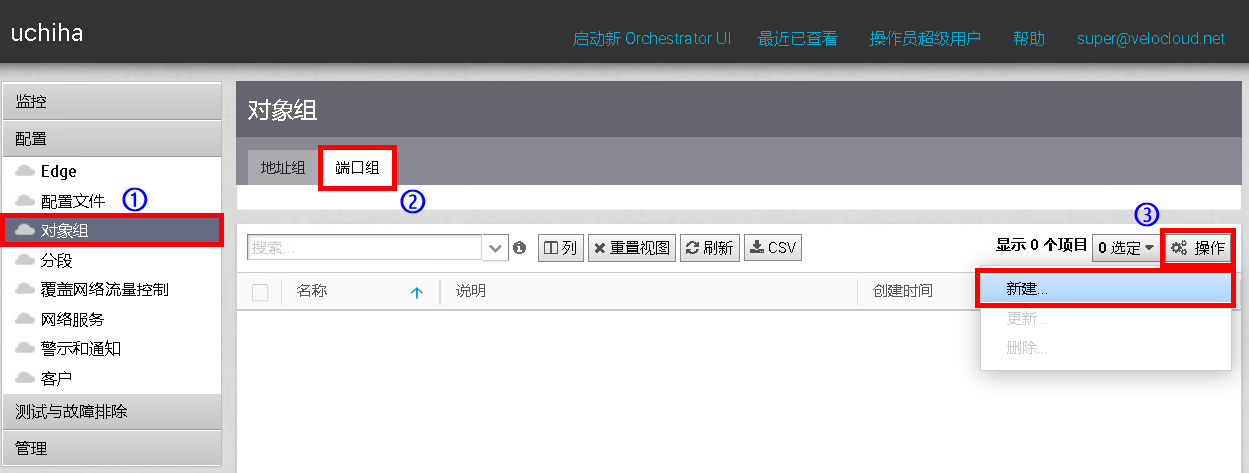 uchiha
启动新 Orchestrator UI 最近已查看 操作员超级用户 帮助 super@velocloud.net
监控
配置
Edge
配置文件 ①
对象组
分段
覆盖网络流量控制
网络服务
警示和通知
客户
测试与故障排除
管理
对象组
地址组 端口组 ②
③
搜索... 列 重置视图 刷新 CSV 显示 0 个项目 0 选定 操作
名称 说明 创建时间
新建...
更新...
删除...